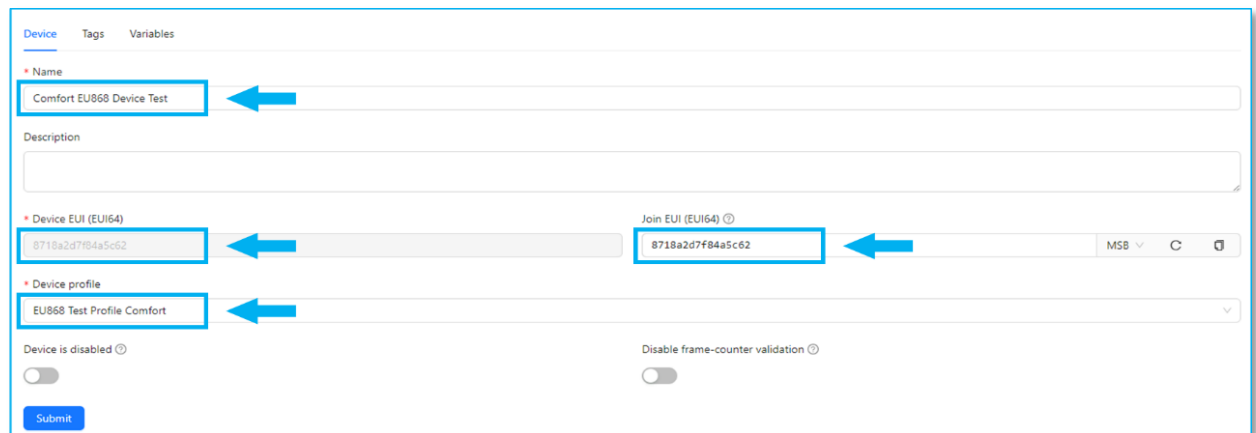 Device Tags Variables
* Name
Comfort EU868 Device Test
Description
* Device EUI (EUI64)
8718a2d7f84a5c62
Join EUI (EUI64)
8718a2d7f84a5c62 MSB
* Device profile
EU868 Test Profile Comfort
Device is disabled
Disable frame-counter validation
Submit